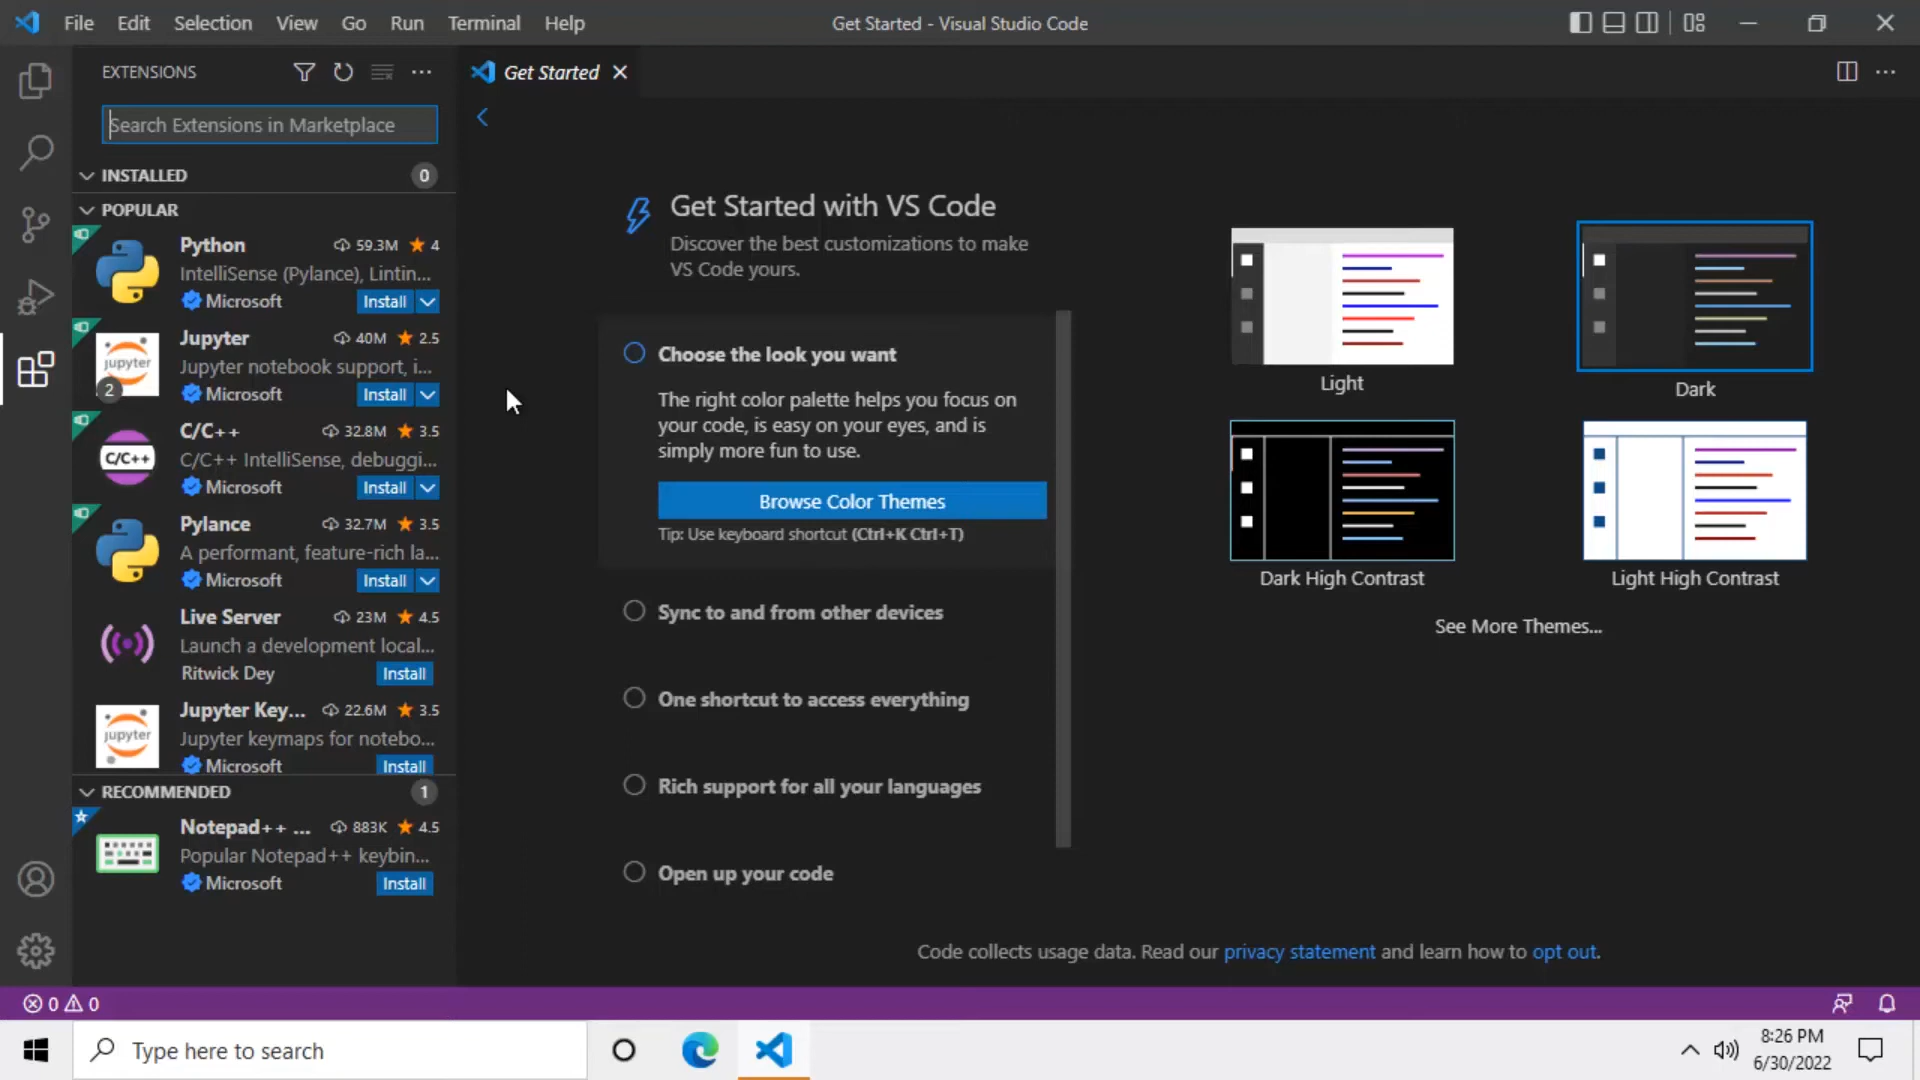 File Edit Selection View Go Run Terminal Help
Get Started - Visual Studio Code
EXTENSIONS
Search Extensions in Marketplace
INSTALLED 0
POPULAR
Python 59.3M 4
IntelliSense (Pylance), Lintin...
Microsoft Install
Jupyter 40M 2.5
Jupyter notebook support, i...
Microsoft Install
jupyter
2
C/C++ 32.8M 3.5
C/C++ IntelliSense, debuggi...
Microsoft Install
C/C++
Pylance 32.7M 3.5
A performant, feature-rich la...
Microsoft Install
Live Server 23M 4.5
Launch a development local...
Ritwick Dey Install
Jupyter Key... 22.6M 3.5
Jupyter keymaps for notebo...
Microsoft Install
jupyter
RECOMMENDED 1
Notepad++ ... 883K 4.5
Popular Notepad++ keybin...
Microsoft Install
Get Started
Get Started with VS Code
Discover the best customizations to make
VS Code yours.
Choose the look you want
The right color palette helps you focus on
your code, is easy on your eyes, and is
simply more fun to use.
Browse Color Themes
Tip: Use keyboard shortcut (Ctrl+K Ctrl+T)
Sync to and from other devices
One shortcut to access everything
Rich support for all your languages
Open up your code
Light
Dark
Dark High Contrast
Light High Contrast
See More Themes...
Code collects usage data. Read our privacy statement and learn how to opt out.
0 0
Type here to search
8:26 PM
6/30/2022